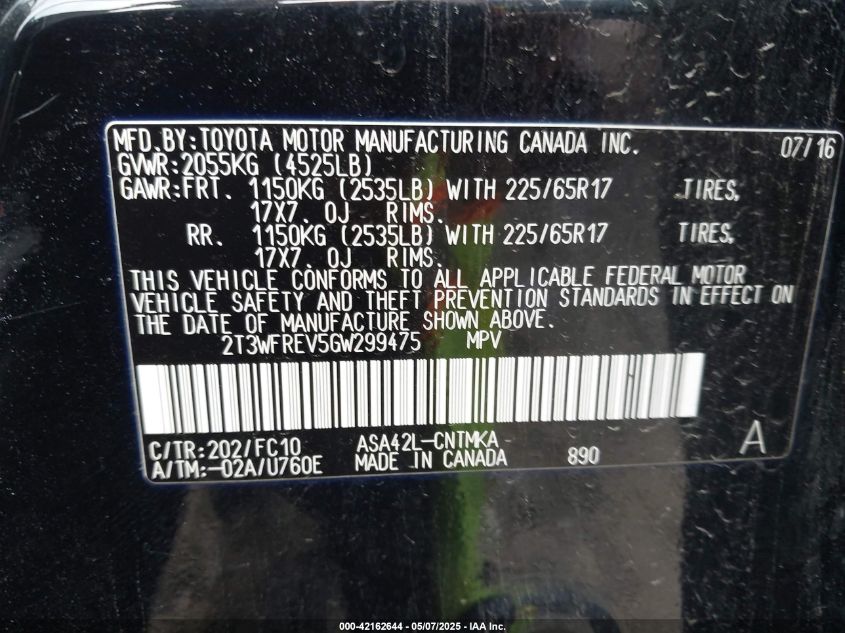 MFD.BY:TOYOTA MOTOR MANUFACTURING CANADA INC. 07/16
GVWR:2055KG (4525LB)
GAWR:FRT. 1150KG (2535LB) WITH 225/65R17 TIRES,
17X7. 0J RIMS.
RR. 1150KG (2535LB) WITH 225/65R17 TIRES,
17X7. 0J RIMS.
THIS VEHICLE CONFORMS TO ALL APPLICABLE FEDERAL MOTOR
VEHICLE SAFETY AND THEFT PREVENTION STANDARDS IN EFFECT ON
THE DATE OF MANUFACTURE SHOWN ABOVE.
2T3WFREV5GW299475 MPV
C/TR:202/FC10 ASA42L-CNTMKA A
A/TM:-02A/U760E MADE IN CANADA 890
000-42162644 - 05/07/2025 - IAA Inc.